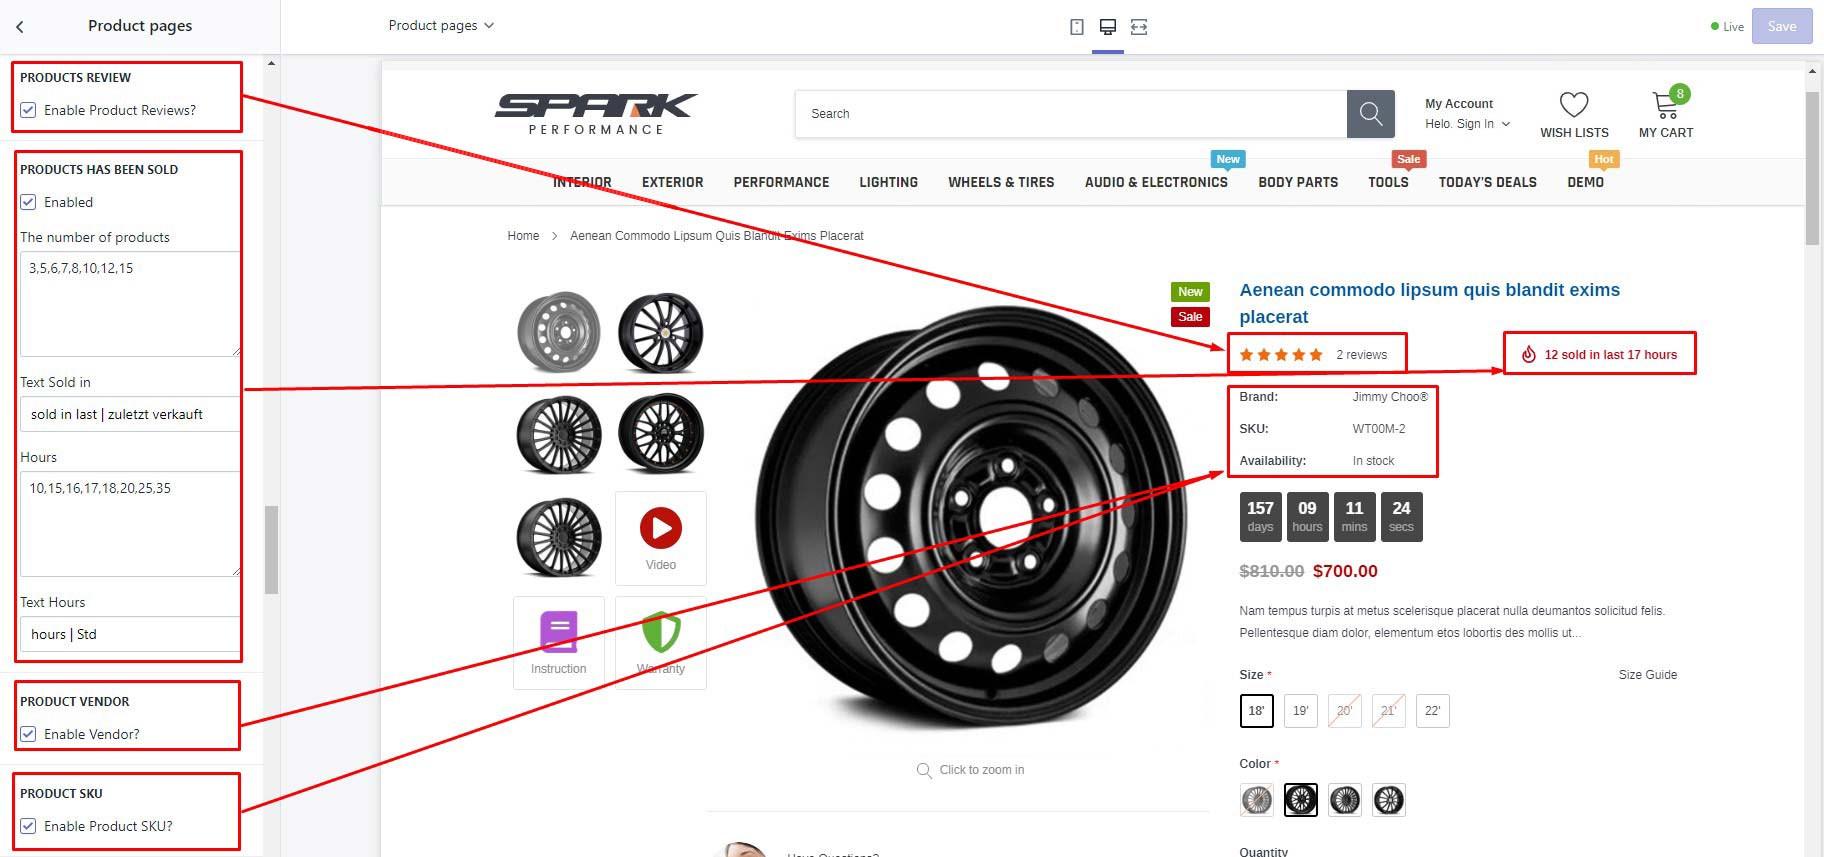 Product pages
Product pages
Live
Save
PRODUCTS REVIEW
Enable Product Reviews?
PRODUCTS HAS BEEN SOLD
Enabled
The number of products
3,5,6,7,8,10,12,15
Text Sold in
sold in last | zuletzt verkauft
Hours
10,15,16,17,18,20,25,35
Text Hours
hours | Std
PRODUCT VENDOR
Enable Vendor?
PRODUCT SKU
Enable Product SKU?
SPARK
PERFORMANCE
Search
My Account
Helo. Sign In
WISH LISTS
8
MY CART
New
Sale
Hot
INTERIOR EXTERIOR PERFORMANCE LIGHTING WHEELS & TIRES AUDIO & ELECTRONICS BODY PARTS TOOLS TODAY'S DEALS DEMO
Home > Aenean Commodo Lipsum Quis Blandit Exims Placerat
Video
Instruction
Warranty
New
Sale
Click to zoom in
Have Questions?
Aenean commodo lipsum quis blandit exims
placerat
2 reviews
12 sold in last 17 hours
Brand: Jimmy Choo®
SKU: WT00M-2
Availability: In stock
157 09 11 24
days hours mins secs
$810.00 $700.00
Nam tempus turpis at metus scelerisque placerat nulla deumantos solicitud felis.
Pellentesque diam dolor, elementum etos lobortis des mollis ut...
Size * Size Guide
18' 19' 20' 21' 22'
Color *
Quantity